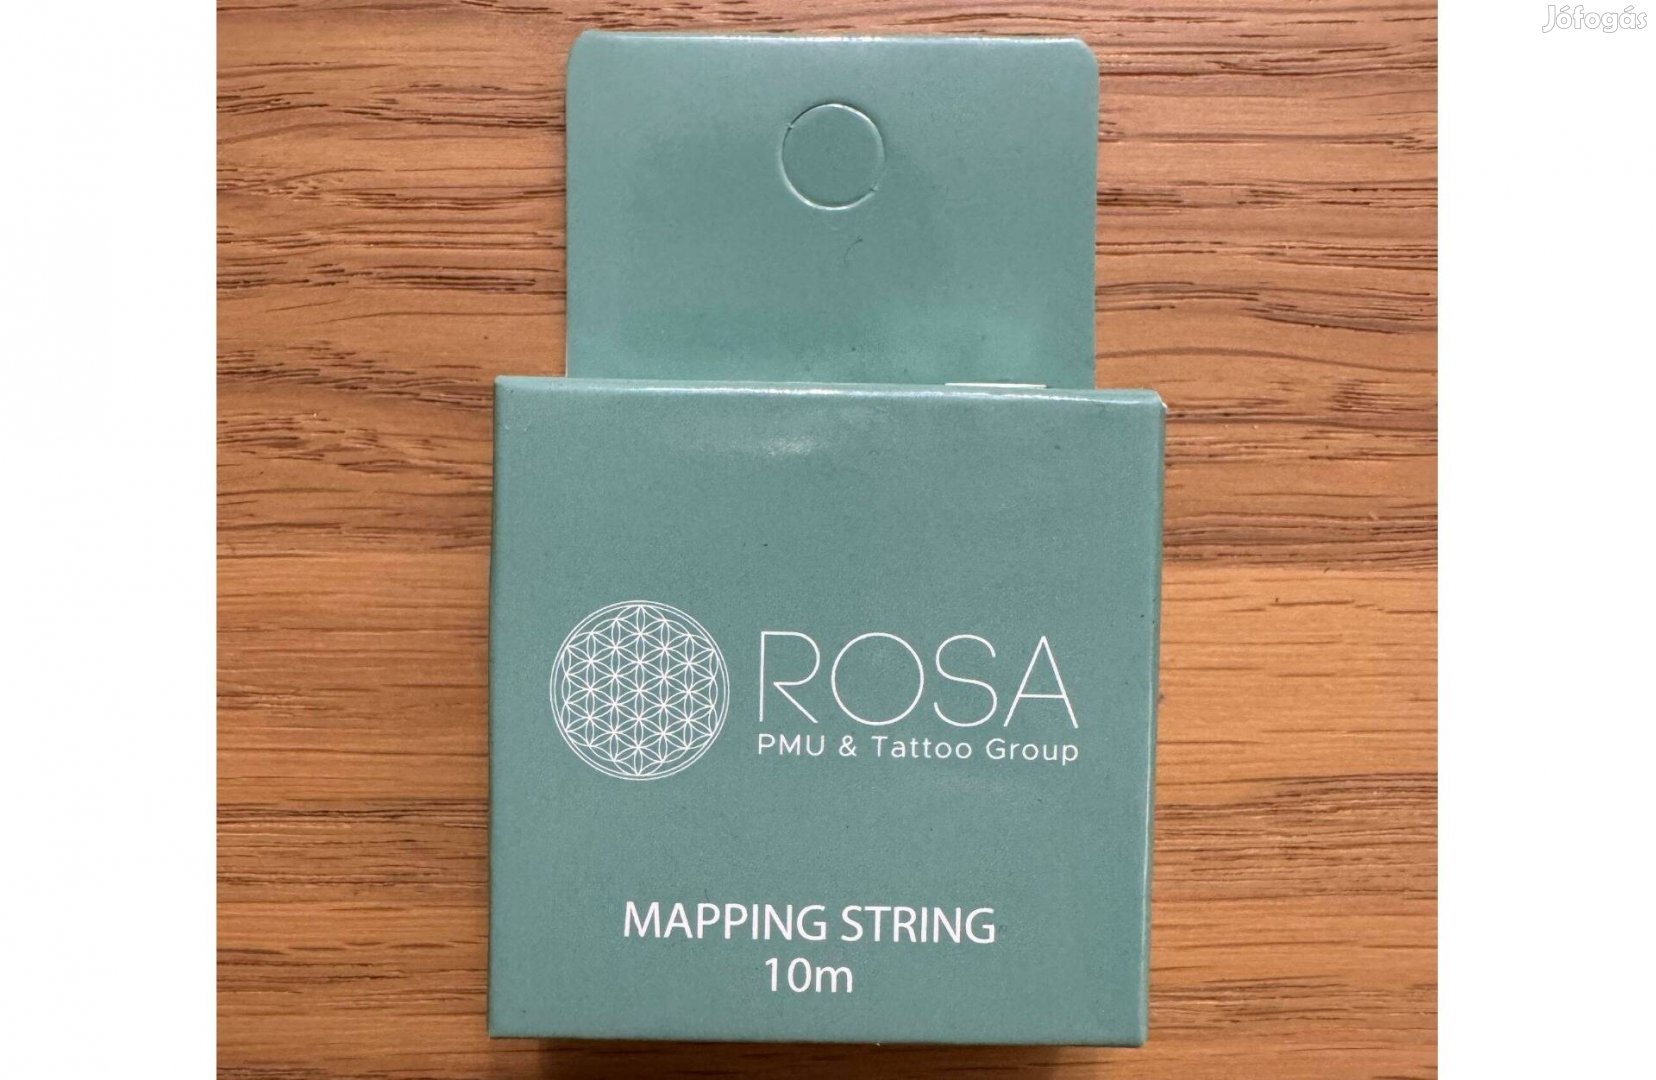 Jófogás
ROSA
PMU & Tattoo Group
MAPPING STRING
10m